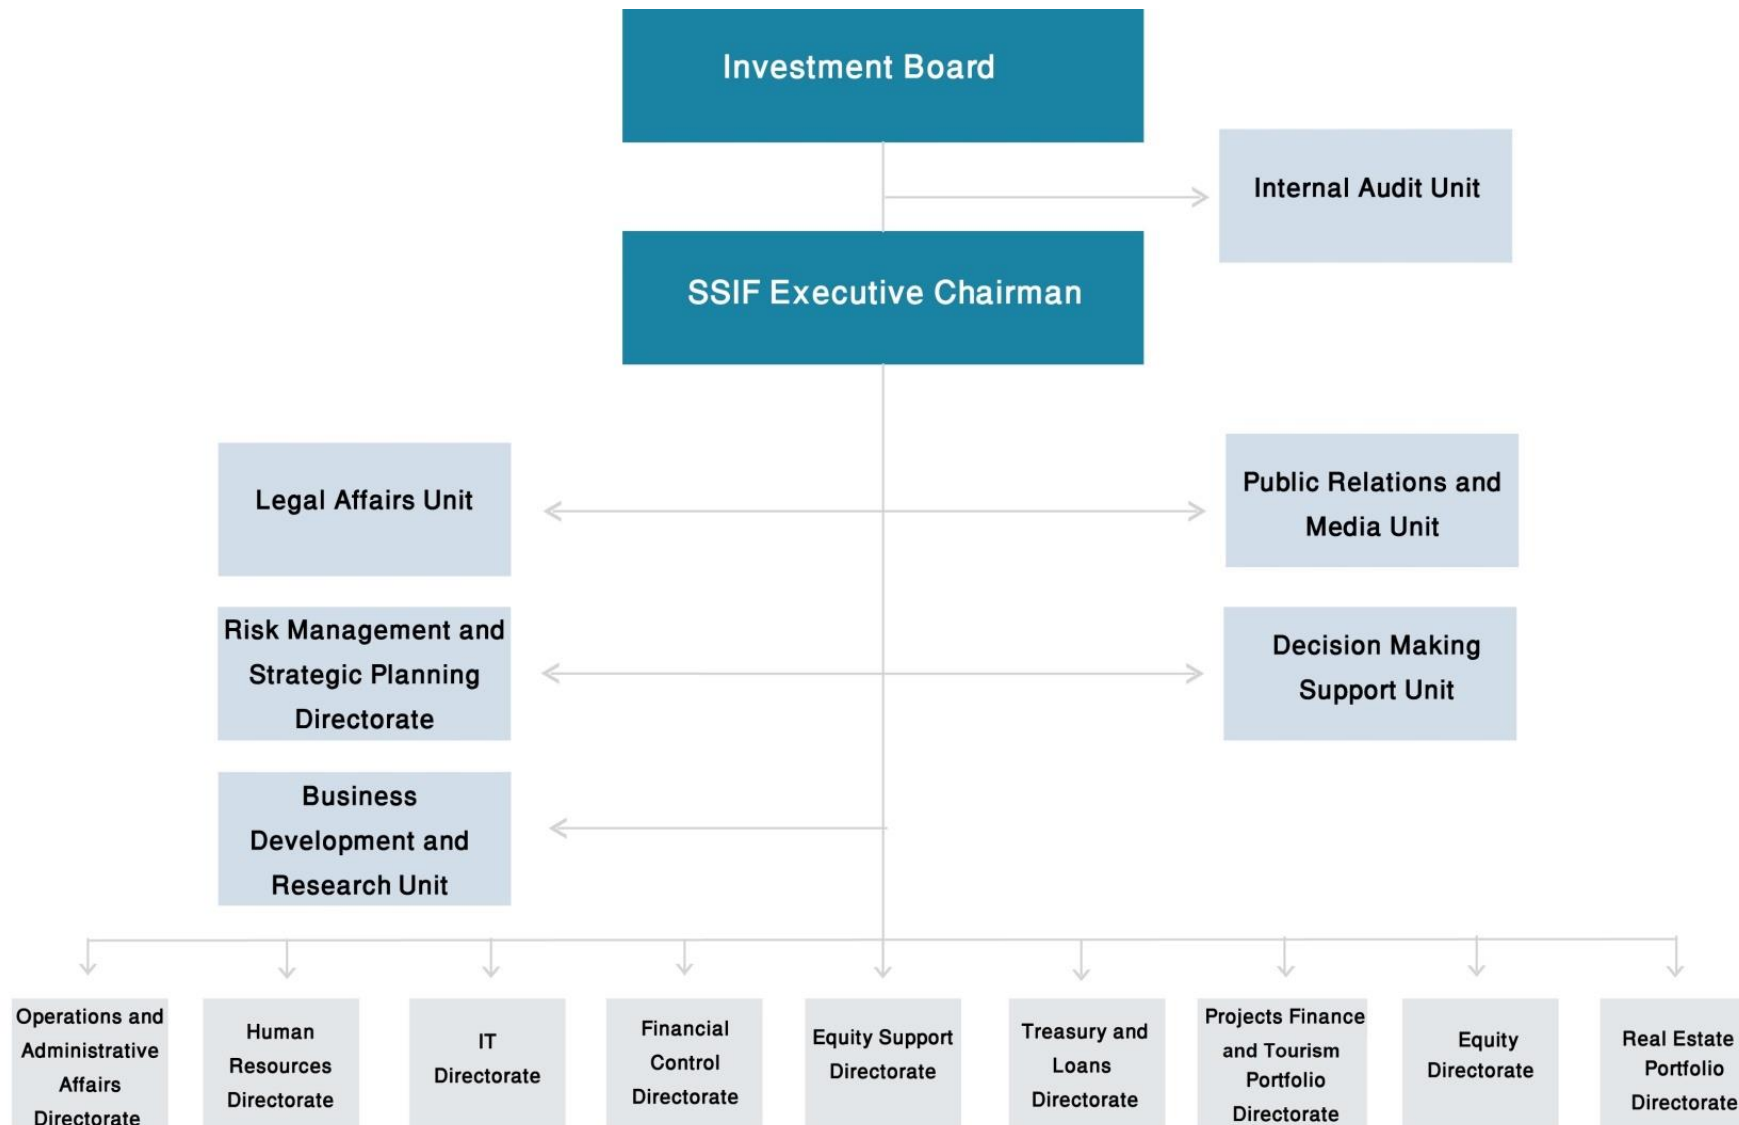 Investment Board
Internal Audit Unit
SSIF Executive Chairman
Legal Affairs Unit
Public Relations and
Media Unit
Risk Management and
Strategic Planning
Directorate
Decision Making
Support Unit
Business
Development and
Research Unit
Operations and
Administrative
Affairs
Directorate
Human
Resources
Directorate
IT
Directorate
Financial
Control
Directorate
Equity Support
Directorate
Treasury and
Loans
Directorate
Projects Finance
and Tourism
Portfolio
Directorate
Equity
Directorate
Real Estate
Portfolio
Directorate